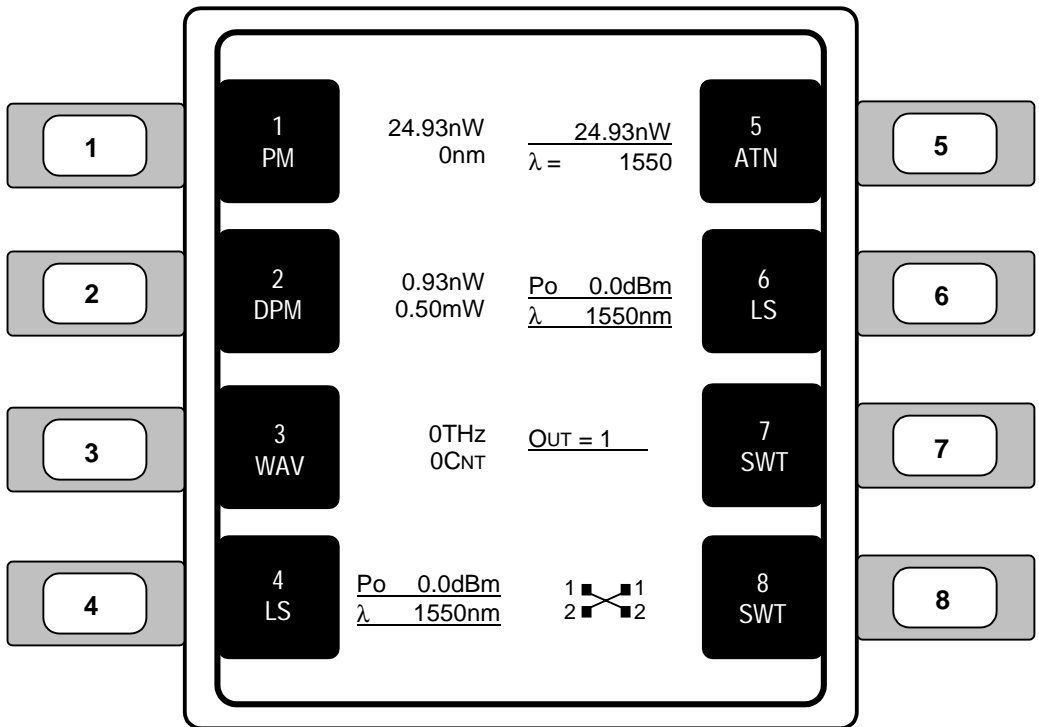 1
1
PM
24.93nW
0nm
24.93nW
λ = 1550
5
ATN
5
2
2
DPM
0.93nW
0.50mW
Po 0.0dBm
λ 1550nm
6
LS
6
3
3
WAV
0THz
0CNT
OUT = 1
7
SWT
7
4
4
LS
Po 0.0dBm
λ 1550nm
1 1
2 2
8
SWT
8